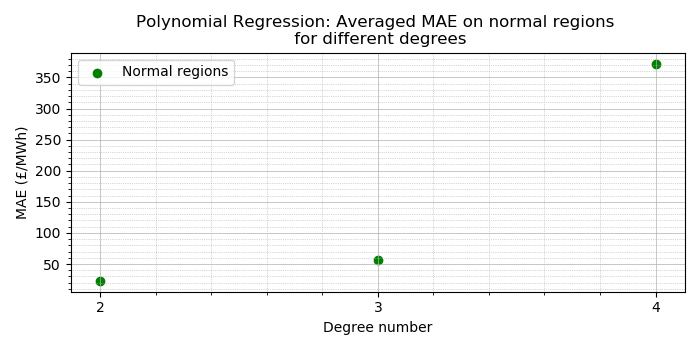 Polynomial Regression: Averaged MAE on normal regions
for different degrees
Normal regions
MAE (£/MWh)
350
300
250
200
150
100
50
2
3
4
Degree number